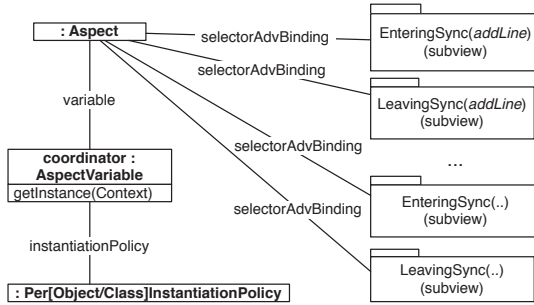 : Aspect
selectorAdvBinding
EnteringSync(addLine)
(subview)
selectorAdvBinding
variable
LeavingSync(addLine)
(subview)
selectorAdvBinding
...
coordinator :
AspectVariable
getInstance(Context)
selectorAdvBinding
EnteringSync(..)
(subview)
instantiationPolicy
LeavingSync(..)
(subview)
: Per[Object/Class]InstantiationPolicy